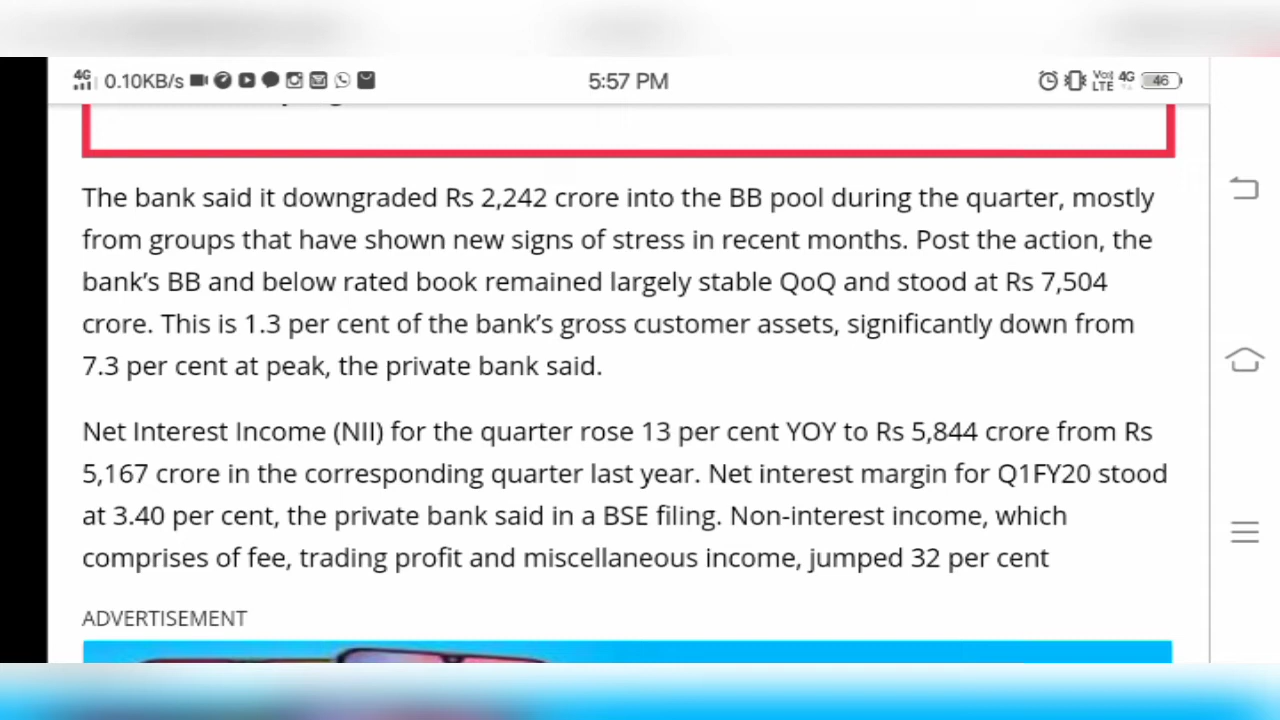 4G 0.10KB/s 5:57 PM VoLTE 4G 46
The bank said it downgraded Rs 2,242 crore into the BB pool during the quarter, mostly
from groups that have shown new signs of stress in recent months. Post the action, the
bank’s BB and below rated book remained largely stable QoQ and stood at Rs 7,504
crore. This is 1.3 per cent of the bank’s gross customer assets, significantly down from
7.3 per cent at peak, the private bank said.
Net Interest Income (NII) for the quarter rose 13 per cent YOY to Rs 5,844 crore from Rs
5,167 crore in the corresponding quarter last year. Net interest margin for Q1FY20 stood
at 3.40 per cent, the private bank said in a BSE filing. Non-interest income, which
comprises of fee, trading profit and miscellaneous income, jumped 32 per cent
ADVERTISEMENT